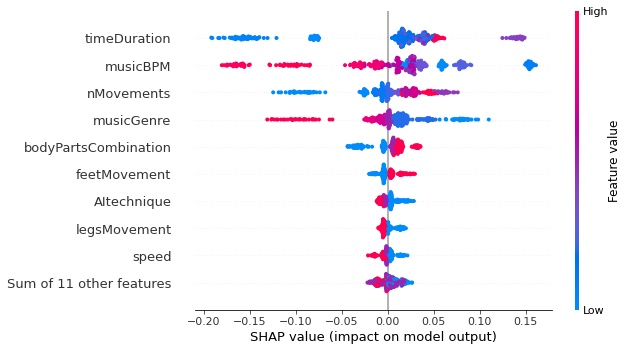 High
timeDuration
musicBPM
nMovements
musicGenre
bodyPartsCombination
feetMovement
AItechnique
legsMovement
speed
Sum of 11 other features
Feature value
Low
−0.20 −0.15 −0.10 −0.05 0.00 0.05 0.10 0.15
SHAP value (impact on model output)